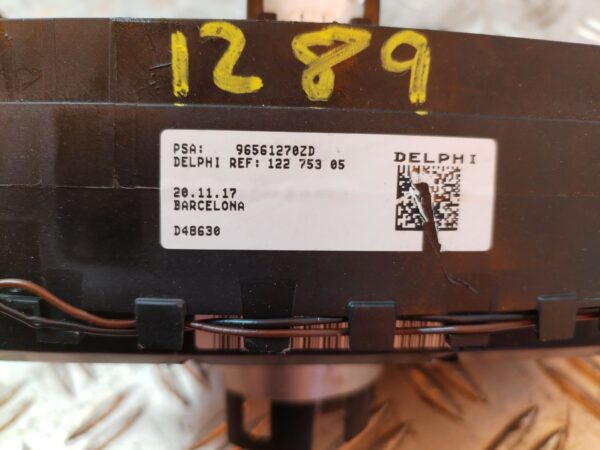 1289
PSA: 96561270ZD
DELPHI REF: 122 753 05
DELPHI
20.11.17
BARCELONA
D48630